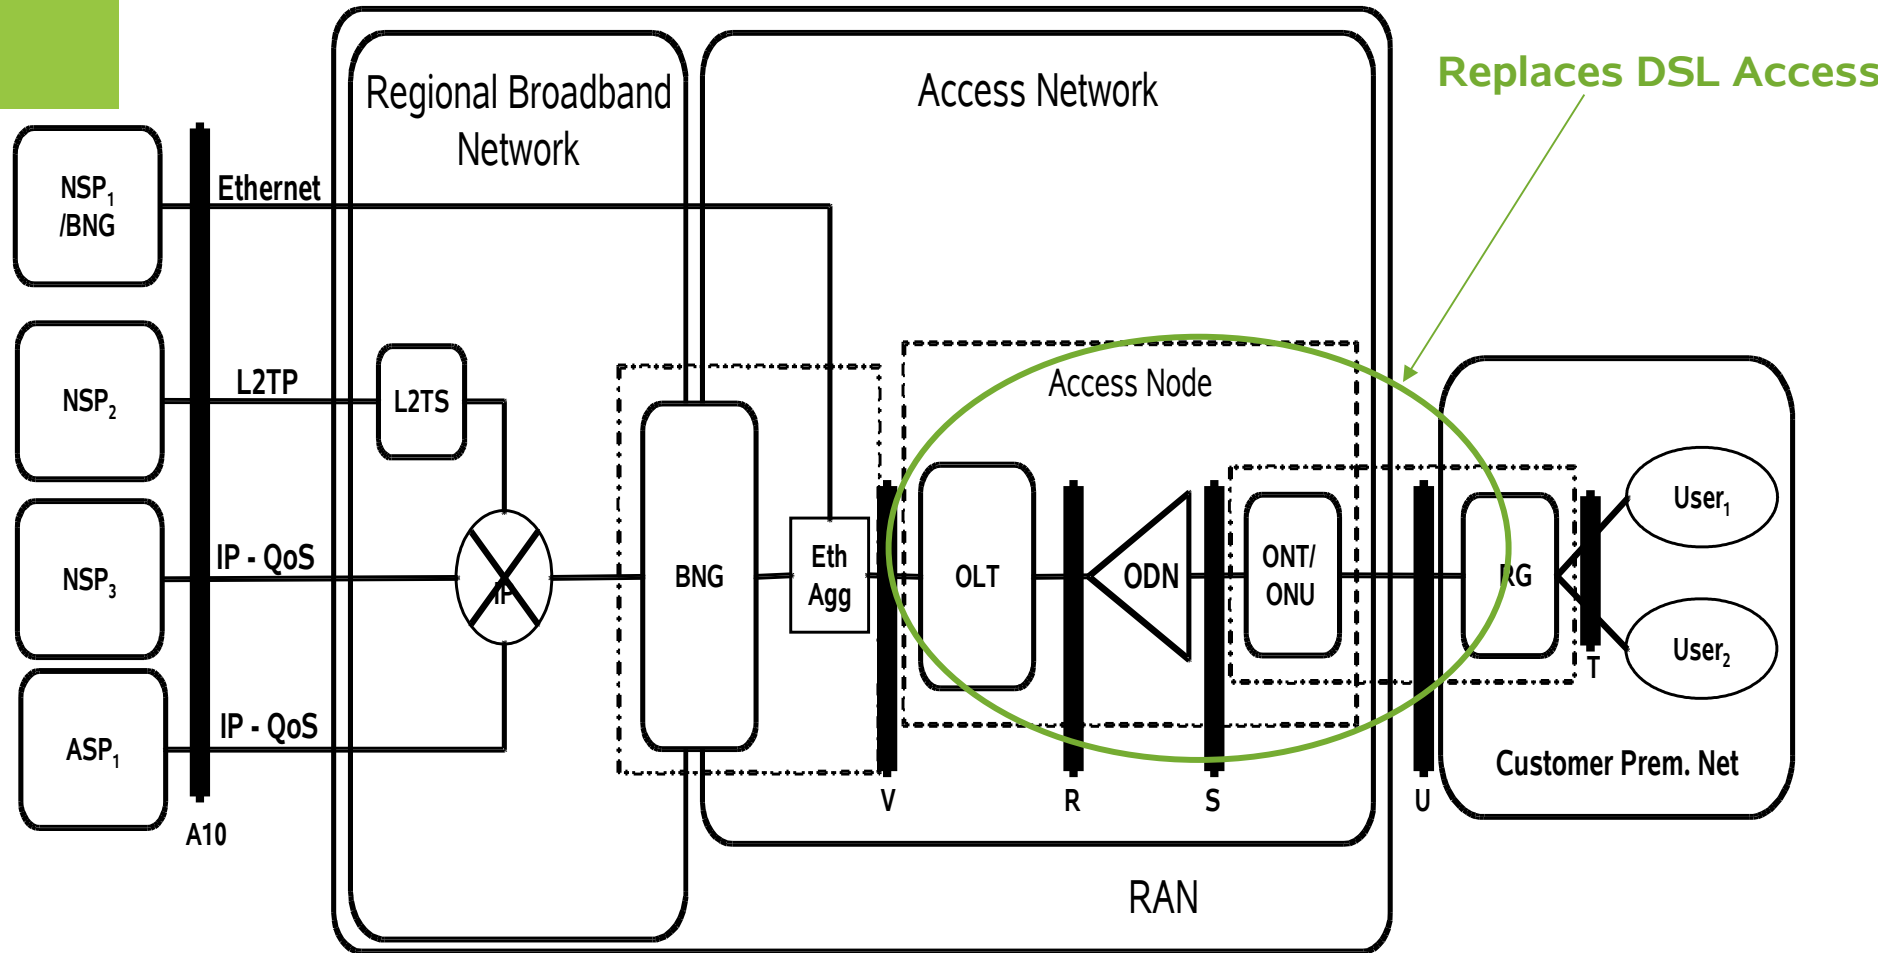 Replaces DSL Access
Regional Broadband
Network
Access Network
NSP1
/BNG
Ethernet
NSP2
L2TP
L2TS
Access Node
NSP3
IP - QoS
IP
BNG
Eth
Agg
OLT
ODN
ONT/
ONU
RG
User1
User2
T
ASP1
IP - QoS
Customer Prem. Net
A10
V
R
S
U
RAN